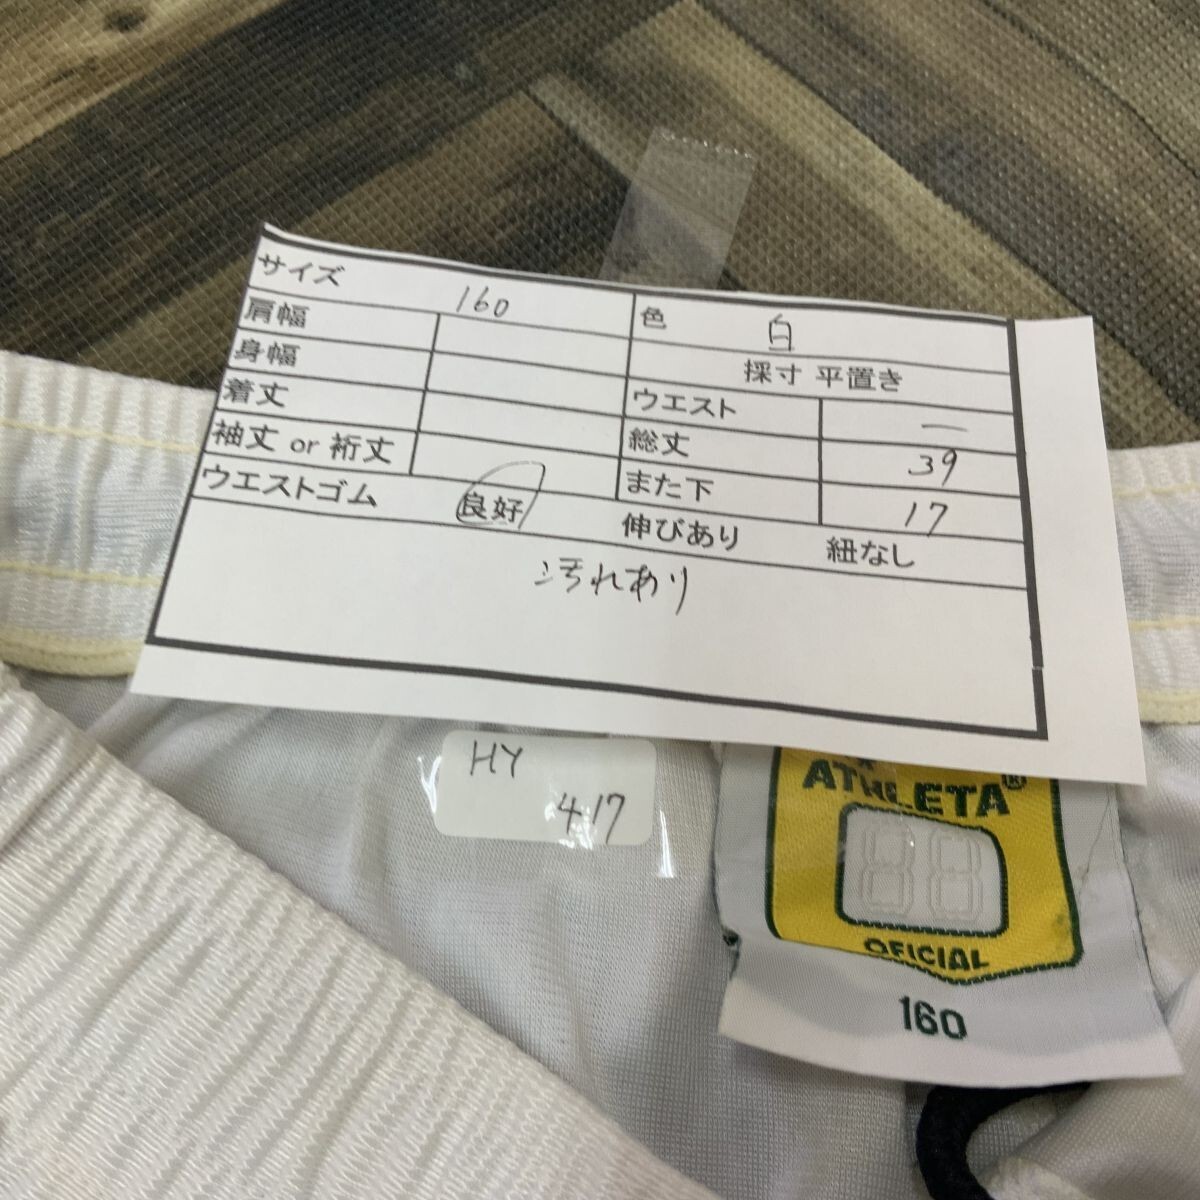 サイズ 160 色 白
肩幅 採寸 平置き
身幅 ウエスト ー
着丈 総丈 39
袖丈 or 裄丈 また下 17
ウエストゴム 良好 伸びあり 紐なし
汚れあり
HY
417
ATHLETA®
88
OFICIAL
160